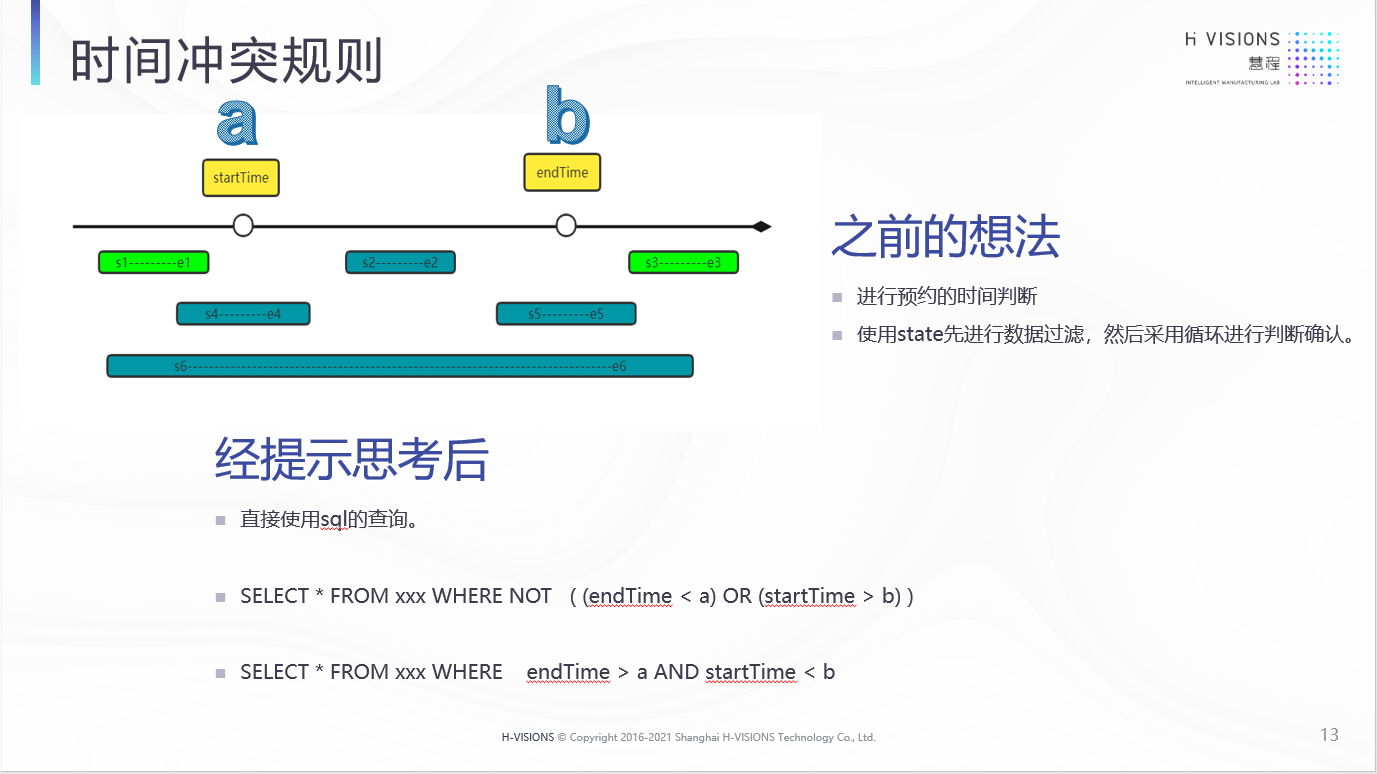 时间冲突规则
H VISIONS
慧程
INTELLIGENT MANUFACTURING LAB
a
b
startTime
endTime
s1---------e1
s2---------e2
s3---------e3
s4---------e4
s5---------e5
s6--------------------------------------------------------------------------------e6
之前的想法
进行预约的时间判断
使用state先进行数据过滤，然后采用循环进行判断确认。
经提示思考后
直接使用sql的查询。
SELECT * FROM xxx WHERE NOT ( (endTime < a) OR (startTime > b) )
SELECT * FROM xxx WHERE endTime > a AND startTime < b
H-VISIONS © Copyright 2016-2021 Shanghai H-VISIONS Technology Co., Ltd.
13